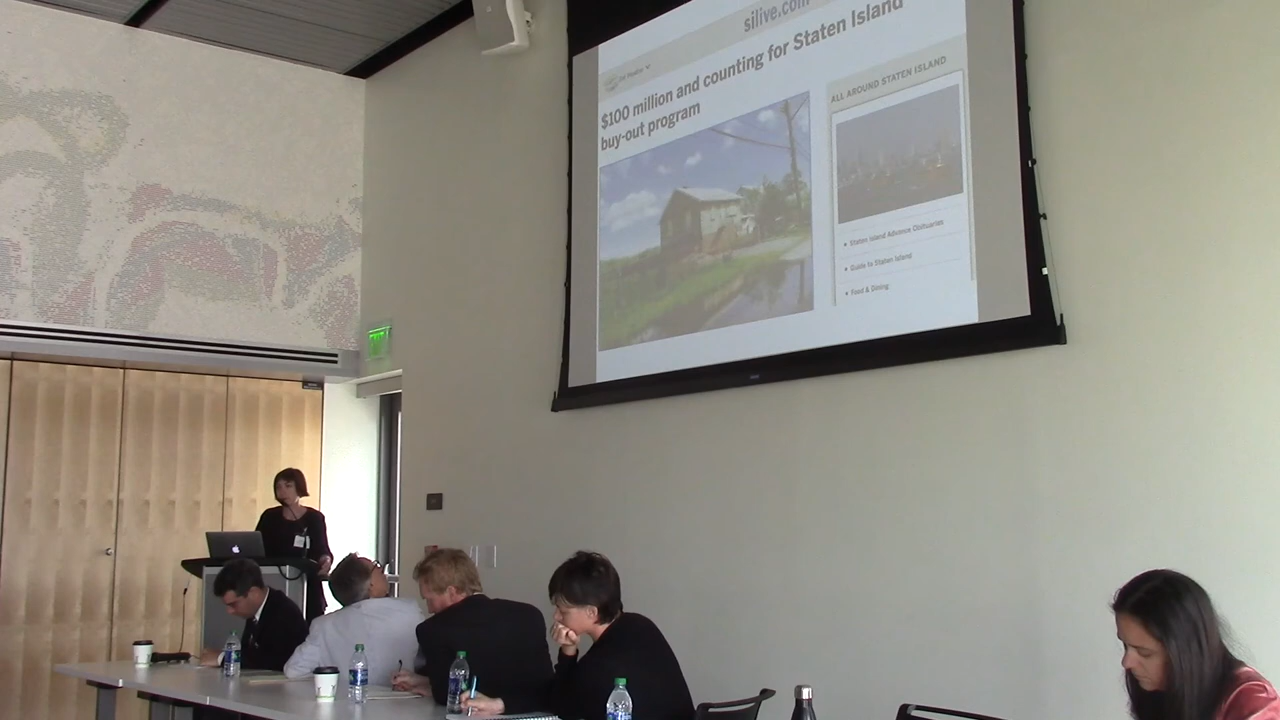 silive.com
$100 million and counting for Staten Island
buy-out program
ALL AROUND STATEN ISLAND
• Staten Island Advance Obituaries
• Guide to Staten Island
• Food & Dining